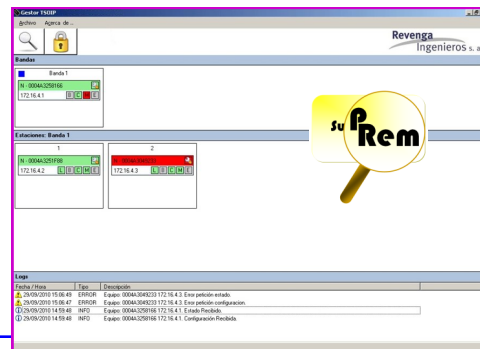 Gestor TSOIP
Archivo Agerca de ...
Revenga
Ingenieros s. a
Bandas
Banda 1
N - 0004A3258166
172.16.4.1 B C M E
Estaciones: Banda 1
1
2
N - 0004A3251F88
N - 0004A3049233
172.16.4.2 L B C M E
172.16.4.3 L B C M E
Su PRem
Logs
Fecha / Hora Tipo Descripción
29/09/2010 15:06:49 ERROR Equipo: 0004A3049233 172.16.4.3. Error petición estado.
29/09/2010 15:06:47 ERROR Equipo: 0004A3049233 172.16.4.3. Error petición configuracion.
29/09/2010 14:59:48 INFO Equipo: 0004A3258166 172.16.4.1. Estado Recibido.
29/09/2010 14:59:48 INFO Equipo: 0004A3258166 172.16.4.1. Configuración Recibida.